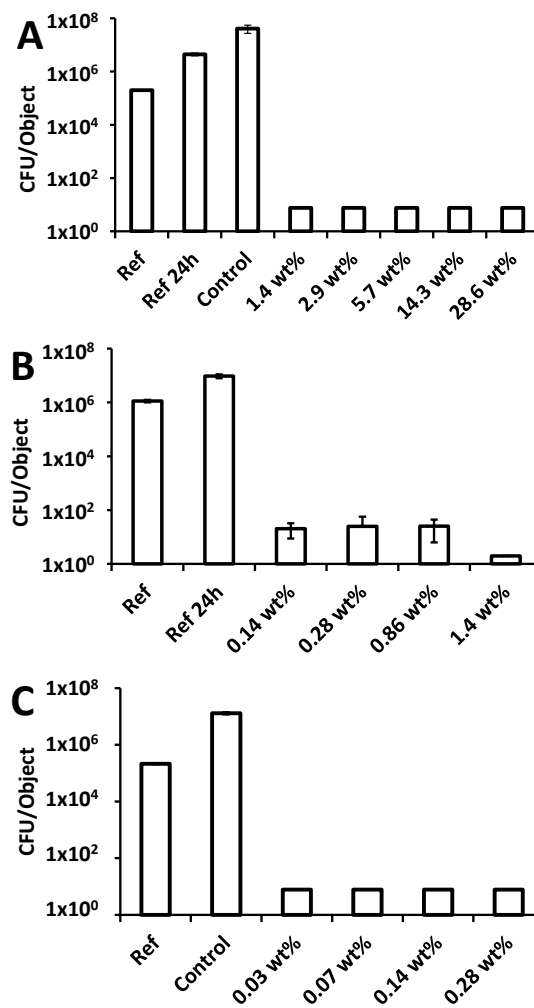 A
CFU/Object
1x10⁸
1x10⁶
1x10⁴
1x10²
1x10⁰
Ref
Ref 24h
Control
1.4 wt%
2.9 wt%
5.7 wt%
14.3 wt%
28.6 wt%
B
CFU/Object
1x10⁸
1x10⁶
1x10⁴
1x10²
1x10⁰
Ref
Ref 24h
0.14 wt%
0.28 wt%
0.86 wt%
1.4 wt%
C
CFU/Object
1x10⁸
1x10⁶
1x10⁴
1x10²
1x10⁰
Ref
Control
0.03 wt%
0.07 wt%
0.14 wt%
0.28 wt%